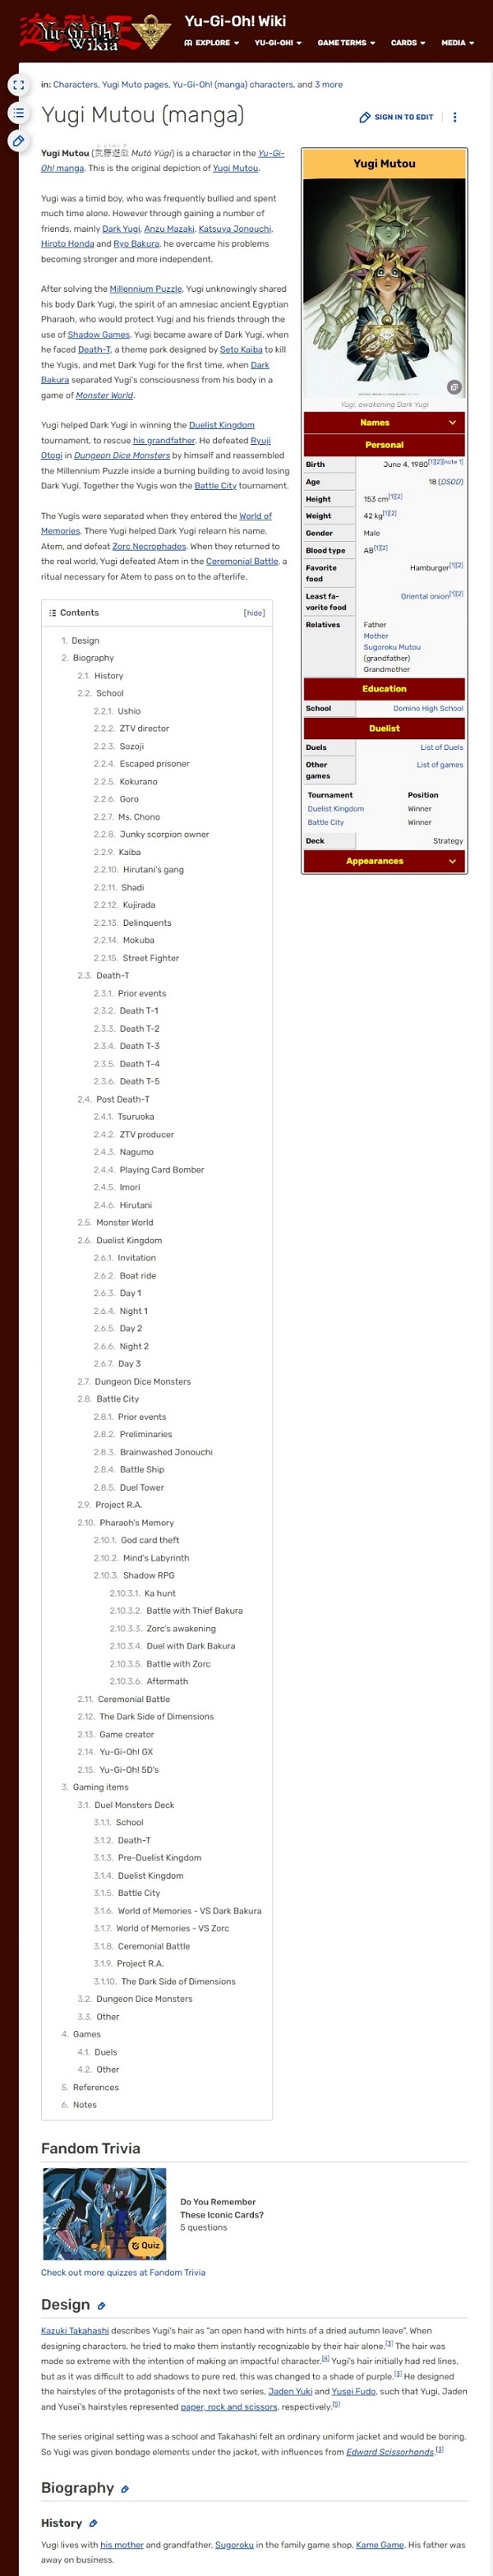 Yu-Gi-Oh!
Wikia
Yu-Gi-Oh! Wiki
EXPLORE
YU-GI-OH!
GAME TERMS
CARDS
MEDIA
in: Characters, Yugi Muto pages, Yu-Gi-Oh! (manga) characters, and 3 more
Yugi Mutou (manga)
SIGN IN TO EDIT
Yugi Mutou (武藤遊戯 Mutō Yūgi) is a character in the Yu-Gi-
Oh! manga. This is the original depiction of Yugi Mutou.
Yugi was a timid boy, who was frequently bullied and spent
much time alone. However through gaining a number of
friends, mainly Dark Yugi, Anzu Mazaki, Katsuya Jonouchi,
Hiroto Honda and Ryo Bakura, he overcame his problems
becoming stronger and more independent.
After solving the Millennium Puzzle, Yugi unknowingly shared
his body Dark Yugi, the spirit of an amnesiac ancient Egyptian
Pharaoh, who would protect Yugi and his friends through the
use of Shadow Games. Yugi became aware of Dark Yugi, when
he faced Death-T, a theme park designed by Seto Kaiba to kill
the Yugis, and met Dark Yugi for the first time, when Dark
Bakura separated Yugi's consciousness from his body in a
game of Monster World.
Yugi helped Dark Yugi in winning the Duelist Kingdom
tournament, to rescue his grandfather. He defeated Ryuji
Otogi in Dungeon Dice Monsters by himself and reassembled
the Millennium Puzzle inside a burning building to avoid losing
Dark Yugi. Together the Yugis won the Battle City tournament.
The Yugis were separated when they entered the World of
Memories. There Yugi helped Dark Yugi relearn his name,
Atem, and defeat Zorc Necrophades. When they returned to
the real world, Yugi defeated Atem in the Ceremonial Battle, a
ritual necessary for Atem to pass on to the afterlife.
Yugi Mutou
Yugi, awakening Dark Yugi
Names
Personal
Birth June 4, 1980[1][2][note 1]
Age 18 (DSOD)
Height 153 cm[1][2]
Weight 42 kg[1][2]
Gender Male
Blood type AB[1][2]
Favorite Hamburger[1][2]
food
Least fa- Oriental onion[1][2]
vorite food
Relatives Father
Mother
Sugoroku Mutou
(grandfather)
Grandmother
Education
School Domino High School
Duelist
Duels List of Duels
Other List of games
games
Tournament Position
Duelist Kingdom Winner
Battle City Winner
Deck Strategy
Appearances
Contents [hide]
1. Design
2. Biography
2.1. History
2.2. School
2.2.1. Ushio
2.2.2. ZTV director
2.2.3. Sozoji
2.2.4. Escaped prisoner
2.2.5. Kokurano
2.2.6. Goro
2.2.7. Ms. Chono
2.2.8. Junky scorpion owner
2.2.9. Kaiba
2.2.10. Hirutani's gang
2.2.11. Shadi
2.2.12. Kujirada
2.2.13. Delinquents
2.2.14. Mokuba
2.2.15. Street Fighter
2.3. Death-T
2.3.1. Prior events
2.3.2. Death T-1
2.3.3. Death T-2
2.3.4. Death T-3
2.3.5. Death T-4
2.3.6. Death T-5
2.4. Post Death-T
2.4.1. Tsuruoka
2.4.2. ZTV producer
2.4.3. Nagumo
2.4.4. Playing Card Bomber
2.4.5. Imori
2.4.6. Hirutani
2.5. Monster World
2.6. Duelist Kingdom
2.6.1. Invitation
2.6.2. Boat ride
2.6.3. Day 1
2.6.4. Night 1
2.6.5. Day 2
2.6.6. Night 2
2.6.7. Day 3
2.7. Dungeon Dice Monsters
2.8. Battle City
2.8.1. Prior events
2.8.2. Preliminaries
2.8.3. Brainwashed Jonouchi
2.8.4. Battle Ship
2.8.5. Duel Tower
2.9. Project R.A.
2.10. Pharaoh's Memory
2.10.1. God card theft
2.10.2. Mind's Labyrinth
2.10.3. Shadow RPG
2.10.3.1. Ka hunt
2.10.3.2. Battle with Thief Bakura
2.10.3.3. Zorc's awakening
2.10.3.4. Duel with Dark Bakura
2.10.3.5. Battle with Zorc
2.10.3.6. Aftermath
2.11. Ceremonial Battle
2.12. The Dark Side of Dimensions
2.13. Game creator
2.14. Yu-Gi-Oh! GX
2.15. Yu-Gi-Oh! 5D's
3. Gaming items
3.1. Duel Monsters Deck
3.1.1. School
3.1.2. Death-T
3.1.3. Pre-Duelist Kingdom
3.1.4. Duelist Kingdom
3.1.5. Battle City
3.1.6. World of Memories - VS Dark Bakura
3.1.7. World of Memories - VS Zorc
3.1.8. Ceremonial Battle
3.1.9. Project R.A.
3.1.10. The Dark Side of Dimensions
3.2. Dungeon Dice Monsters
3.3. Other
4. Games
4.1. Duels
4.2. Other
5. References
6. Notes
Fandom Trivia
Quiz
Do You Remember
These Iconic Cards?
5 questions
Check out more quizzes at Fandom Trivia
Design
Kazuki Takahashi describes Yugi's hair as "an open hand with hints of a dried autumn leave". When
designing characters, he tried to make them instantly recognizable by their hair alone.[3] The hair was
made so extreme with the intention of making an impactful character.[4] Yugi's hair initially had red lines,
but as it was difficult to add shadows to pure red, this was changed to a shade of purple.[3] He designed
the hairstyles of the protagonists of the next two series, Jaden Yuki and Yusei Fudo, such that Yugi, Jaden
and Yusei's hairstyles represented paper, rock and scissors, respectively.[5]
The series original setting was a school and Takahashi felt an ordinary uniform jacket and would be boring.
So Yugi was given bondage elements under the jacket, with influences from Edward Scissorhands.[3]
Biography
History
Yugi lives with his mother and grandfather, Sugoroku in the family game shop, Kame Game. His father was
away on business.